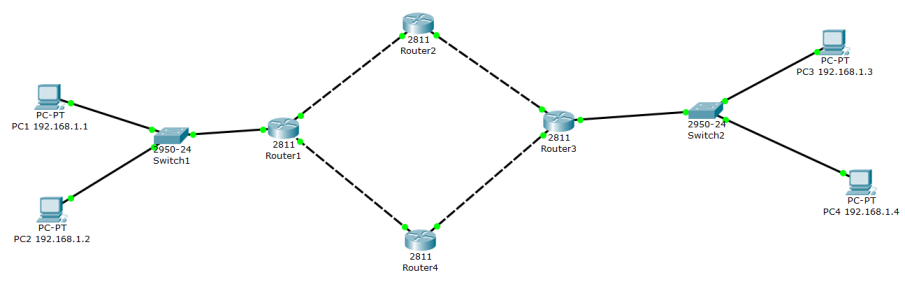 2811
Router2
PC-PT
PC3 192.168.1.3
PC-PT
PC1 192.168.1.1
2950-24
Switch1
2811
Router1
2811
Router3
2950-24
Switch2
PC-PT
PC2 192.168.1.2
PC-PT
PC4 192.168.1.4
2811
Router4